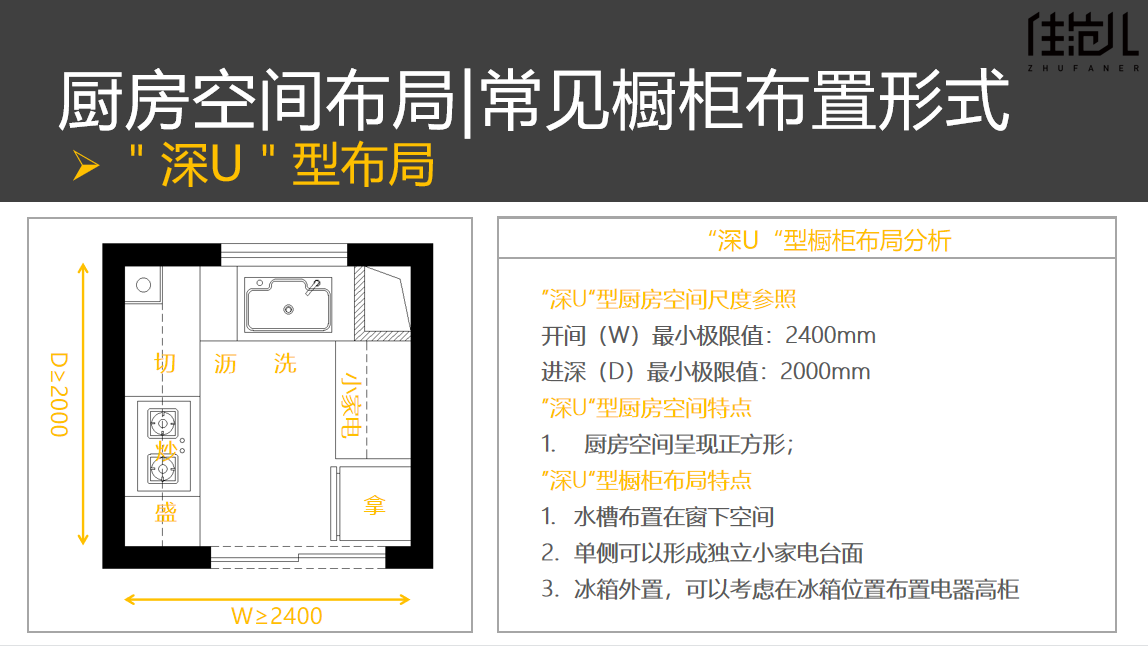 佳范儿
ZHUFANER
厨房空间布局|常见橱柜布置形式
➢ "深U"型布局
切 沥 洗
小家电
炒
盛
拿
D≥2000
W≥2400
“深U“型橱柜布局分析
”深U“型厨房空间尺度参照
开间（W）最小极限值：2400mm
进深（D）最小极限值：2000mm
”深U“型厨房空间特点
1. 厨房空间呈现正方形；
”深U“型橱柜布局特点
1. 水槽布置在窗下空间
2. 单侧可以形成独立小家电台面
3. 冰箱外置，可以考虑在冰箱位置布置电器高柜